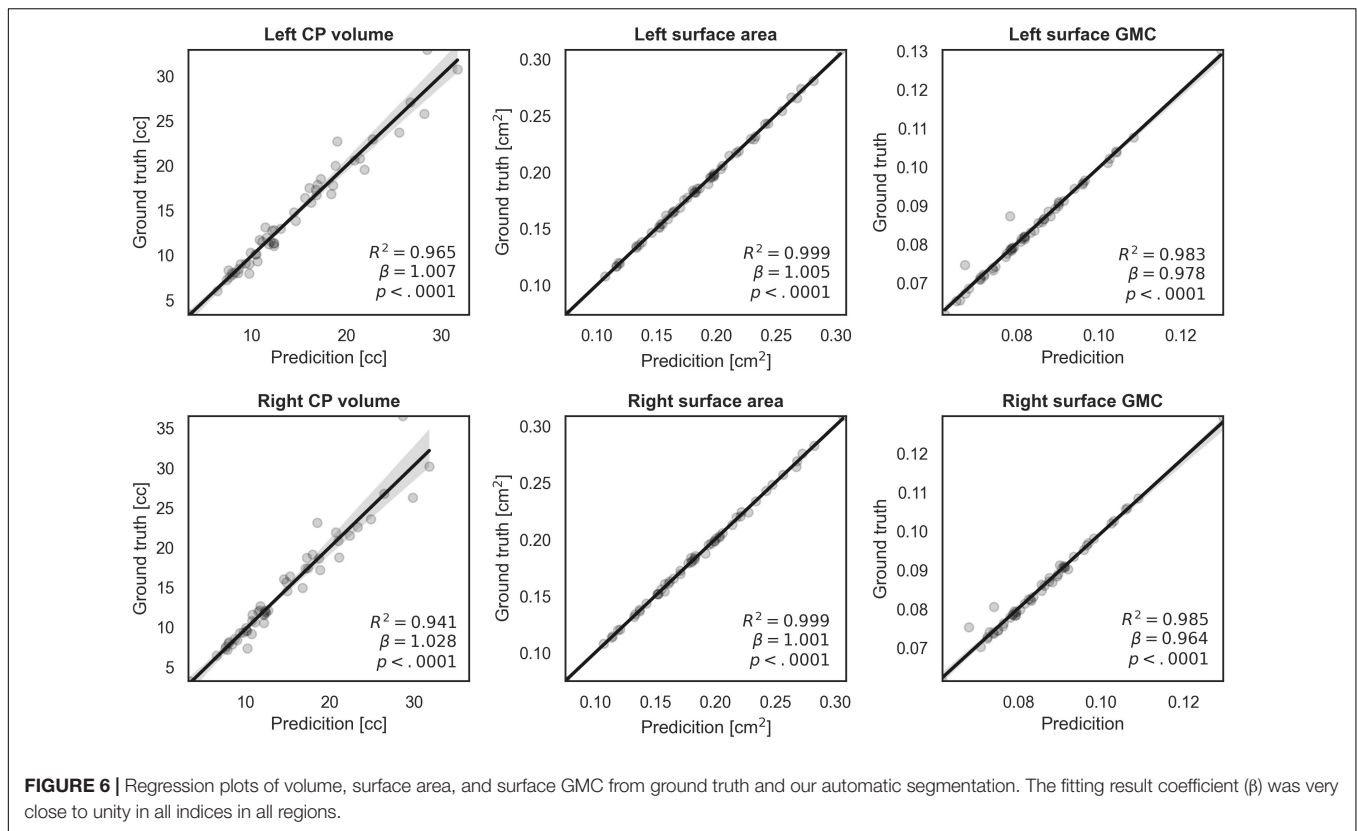 Left CP volume
Ground truth [cc]
30
25
20
15
10
5
R² = 0.965
β = 1.007
p < .0001
10 20 30
Predicition [cc]
Left surface area
Ground truth [cm²]
0.30
0.25
0.20
0.15
0.10
R² = 0.999
β = 1.005
p < .0001
0.10 0.15 0.20 0.25 0.30
Predicition [cm²]
Left surface GMC
Ground truth
0.13
0.12
0.11
0.10
0.09
0.08
0.07
R² = 0.983
β = 0.978
p < .0001
0.08 0.10 0.12
Predicition
Right CP volume
Ground truth [cc]
35
30
25
20
15
10
5
R² = 0.941
β = 1.028
p < .0001
10 20 30
Predicition [cc]
Right surface area
Ground truth [cm²]
0.30
0.25
0.20
0.15
0.10
R² = 0.999
β = 1.001
p < .0001
0.10 0.15 0.20 0.25 0.30
Predicition [cm²]
Right surface GMC
Ground truth
0.12
0.11
0.10
0.09
0.08
0.07
R² = 0.985
β = 0.964
p < .0001
0.08 0.10 0.12
Predicition
FIGURE 6 | Regression plots of volume, surface area, and surface GMC from ground truth and our automatic segmentation. The fitting result coefficient (β) was very
close to unity in all indices in all regions.